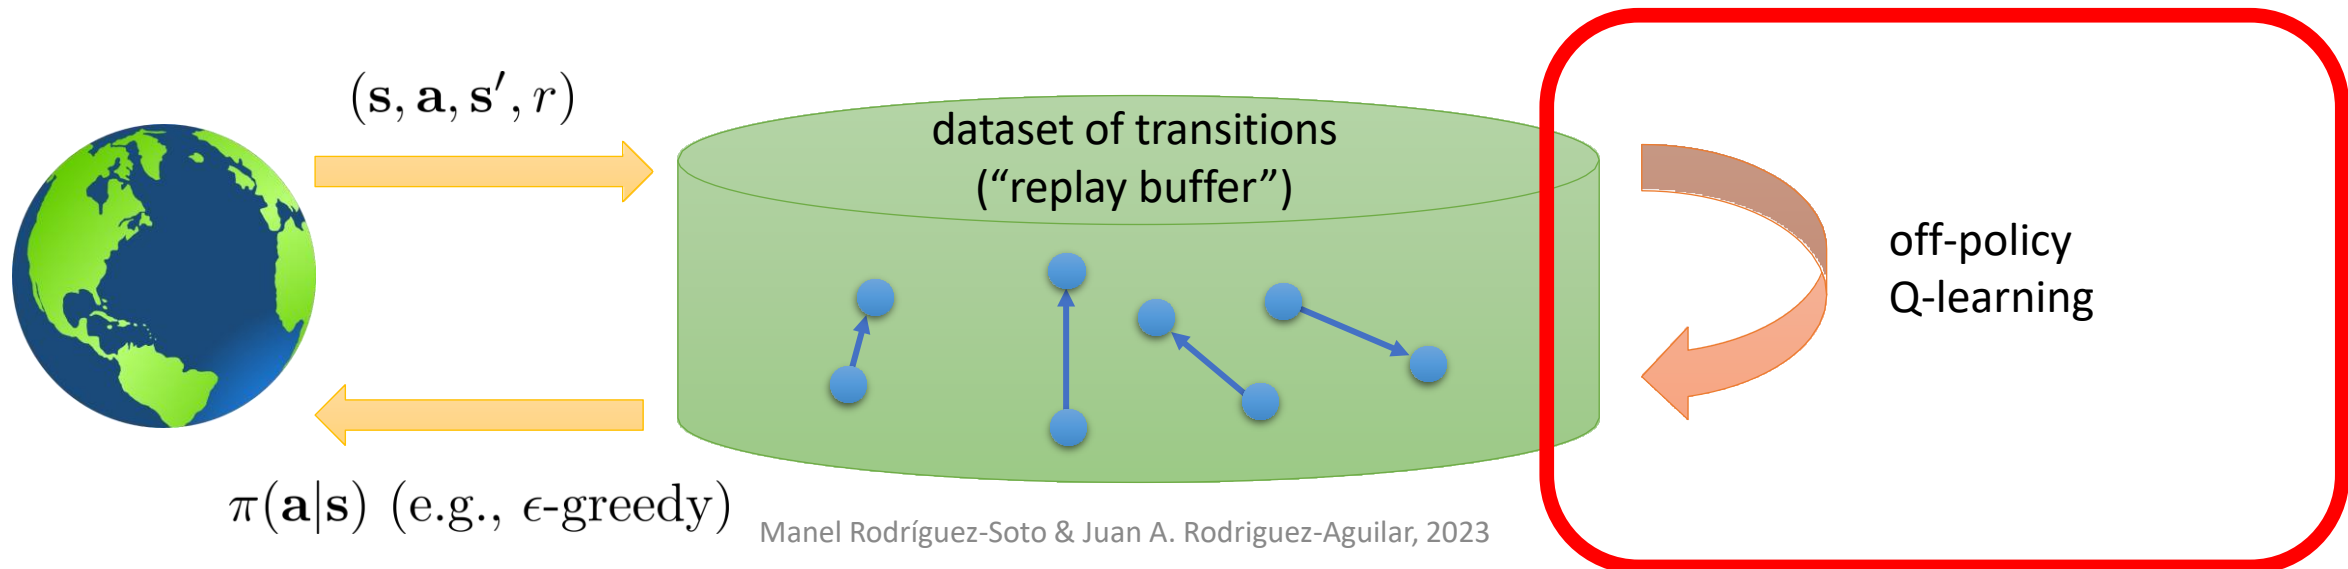 (s, a, s′, r)
dataset of transitions
(“replay buffer”)
off-policy
Q-learning
π(a|s) (e.g., ϵ-greedy)
Manel Rodríguez-Soto & Juan A. Rodriguez-Aguilar, 2023